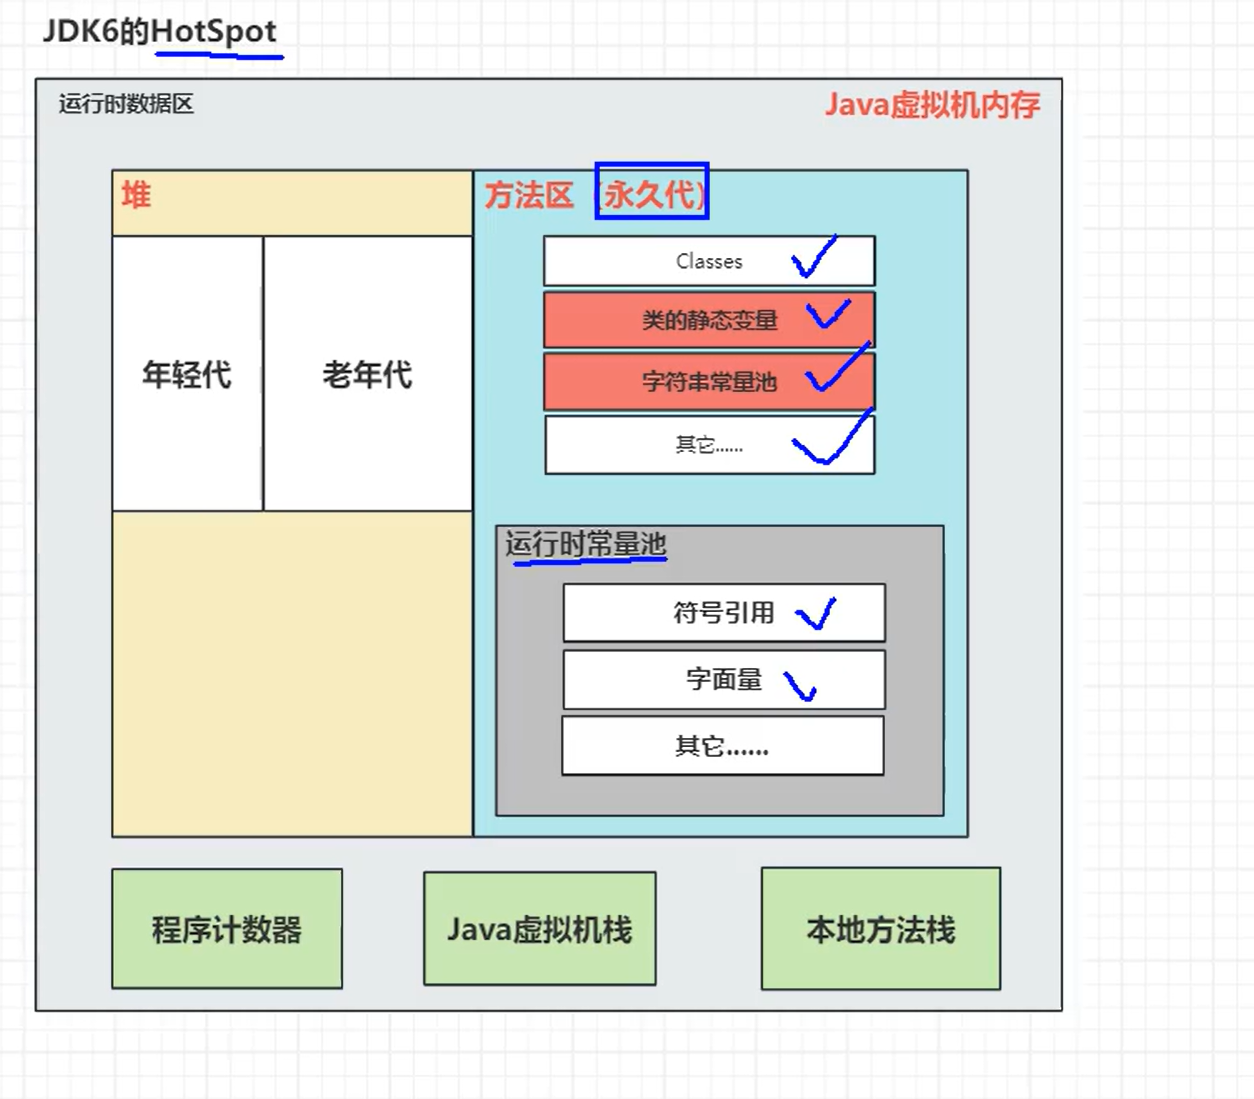 JDK6的HotSpot
运行时数据区
Java虚拟机内存
堆
方法区（永久代）
年轻代
老年代
Classes
类的静态变量
字符串常量池
其它......
运行时常量池
符号引用
字面量
其它......
程序计数器
Java虚拟机栈
本地方法栈